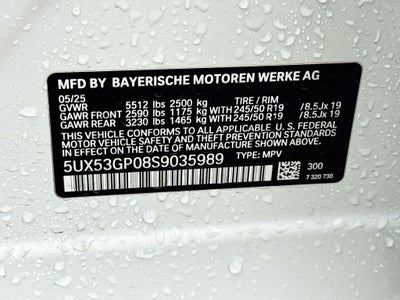 MFD BY BAYERISCHE MOTOREN WERKE AG
05/25
GVWR 5512 lbs 2500 kg TIRE / RIM
GAWR FRONT 2590 lbs 1175 kg 245/50 R19 /8.5Jx 19
GAWR REAR 3230 lbs 1465 kg 245/50 R19 /8.5Jx 19
THIS VEHICLE CONFORMS TO ALL APPLICABLE U. S. FEDERAL
MOTOR VEHICLE SAFETY, BUMPER, AND THEFT PREVENTION
STANDARDS IN EFFECT ON THE DATE OF
MANUFACTURE SHOWN ABOVE.
5UX53GP08S9035989 TYPE: MPV 300
7 320 730